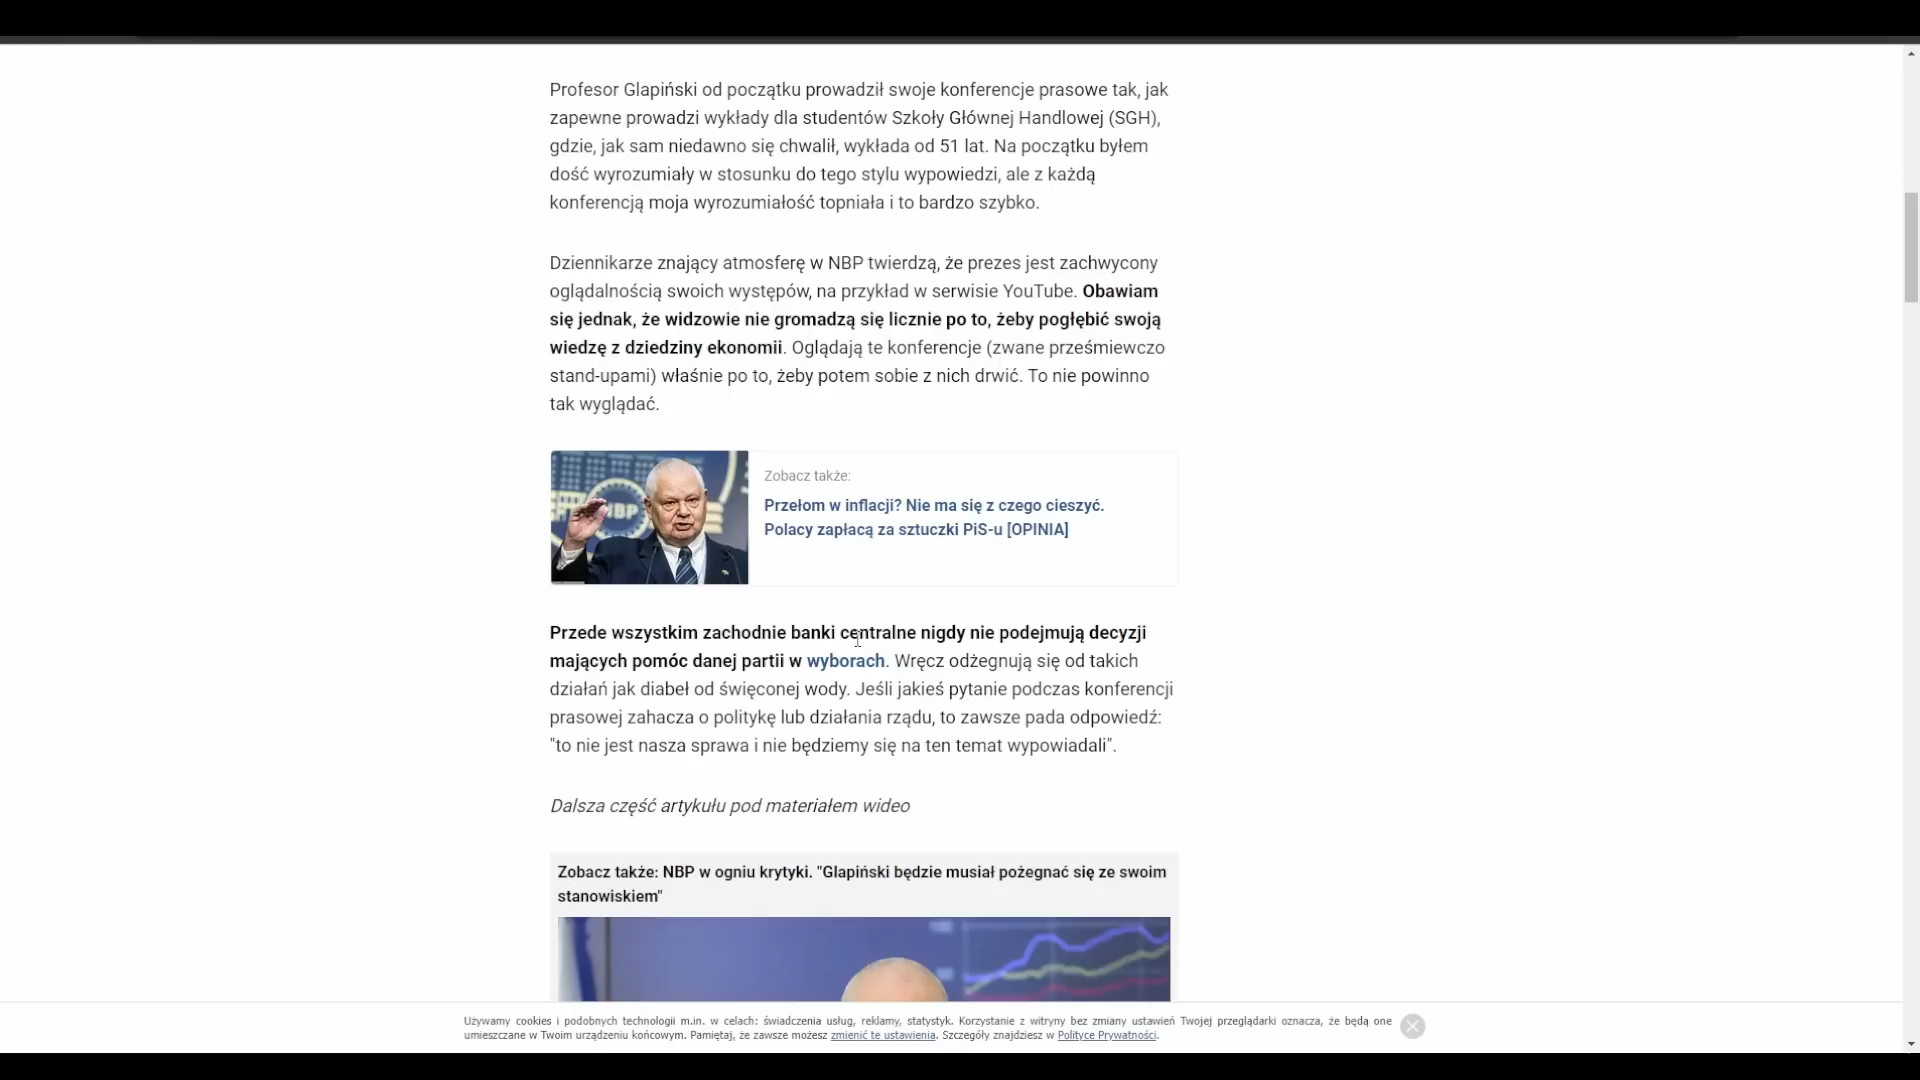 Profesor Glapiński od początku prowadził swoje konferencje prasowe tak, jak
zapewne prowadzi wykłady dla studentów Szkoły Głównej Handlowej (SGH),
gdzie, jak sam niedawno się chwalił, wykłada od 51 lat. Na początku byłem
dość wyrozumiały w stosunku do tego stylu wypowiedzi, ale z każdą
konferencją moja wyrozumiałość topniała i to bardzo szybko.
Dziennikarze znający atmosferę w NBP twierdzą, że prezes jest zachwycony
oglądalnością swoich występów, na przykład w serwisie YouTube. Obawiam
się jednak, że widzowie nie gromadzą się licznie po to, żeby pogłębić swoją
wiedzę z dziedziny ekonomii. Oglądają te konferencje (zwane prześmiewczo
stand-upami) właśnie po to, żeby potem sobie z nich drwić. To nie powinno
tak wyglądać.
NBP
Zobacz także:
Przełom w inflacji? Nie ma się z czego cieszyć.
Polacy zapłacą za sztuczki PiS-u [OPINIA]
Przede wszystkim zachodnie banki centralne nigdy nie podejmują decyzji
mających pomóc danej partii w wyborach. Wręcz odżegnują się od takich
działań jak diabeł od święconej wody. Jeśli jakieś pytanie podczas konferencji
prasowej zahacza o politykę lub działania rządu, to zawsze pada odpowiedź:
"to nie jest nasza sprawa i nie będziemy się na ten temat wypowiadali".
Dalsza część artykułu pod materiałem wideo
Zobacz także: NBP w ogniu krytyki. "Glapiński będzie musiał pożegnać się ze swoim
stanowiskiem"
Używamy cookies i podobnych technologii m.in. w celach: świadczenia usług, reklamy, statystyk. Korzystanie z witryny bez zmiany ustawień Twojej przeglądarki oznacza, że będą one
umieszczane w Twoim urządzeniu końcowym. Pamiętaj, że zawsze możesz zmienić te ustawienia. Szczegóły znajdziesz w Polityce Prywatności.